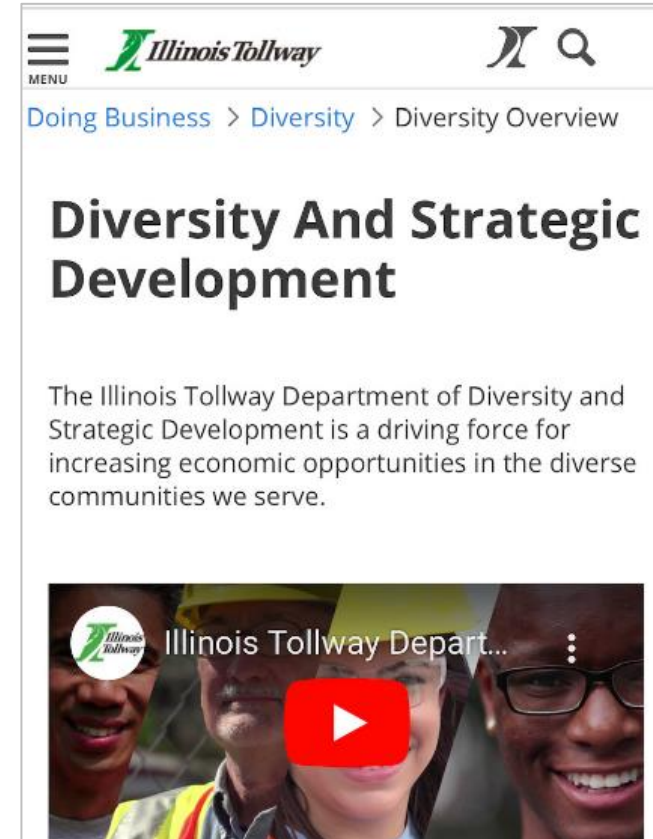 Illinois Tollway
MENU
Doing Business > Diversity > Diversity Overview
Diversity And Strategic
Development
The Illinois Tollway Department of Diversity and
Strategic Development is a driving force for
increasing economic opportunities in the diverse
communities we serve.
Illinois
Tollway
Illinois Tollway Depart...